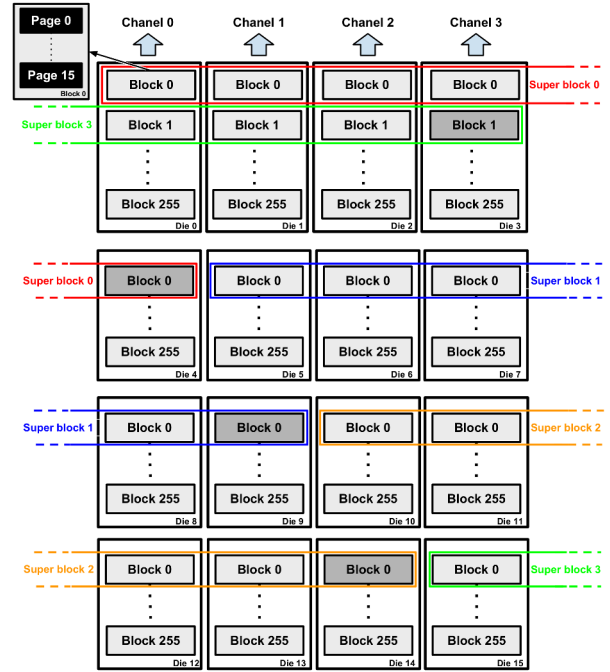 Page 0
Page 15
Block 0
Chanel 0 Chanel 1 Chanel 2 Chanel 3
Block 0 Block 0 Block 0 Block 0 Super block 0
Super block 3 Block 1 Block 1 Block 1 Block 1
Block 255 Block 255 Block 255 Block 255
Die 0 Die 1 Die 2 Die 3
Super block 0 Block 0 Block 0 Block 0 Block 0 Super block 1
Block 255 Block 255 Block 255 Block 255
Die 4 Die 5 Die 6 Die 7
Super block 1 Block 0 Block 0 Block 0 Block 0 Super block 2
Block 255 Block 255 Block 255 Block 255
Die 8 Die 9 Die 10 Die 11
Super block 2 Block 0 Block 0 Block 0 Block 0 Super block 3
Block 255 Block 255 Block 255 Block 255
Die 12 Die 13 Die 14 Die 15